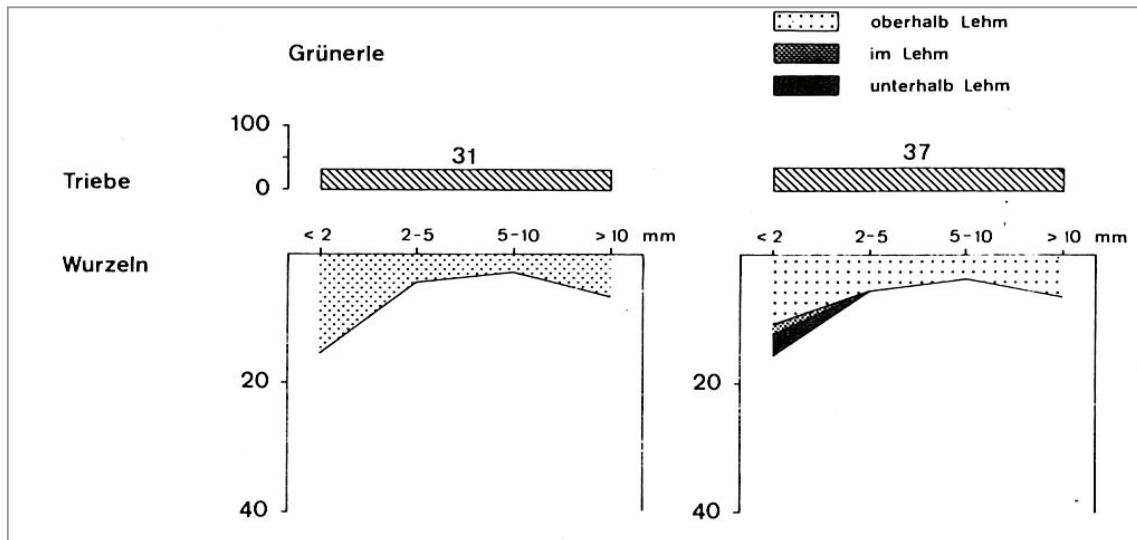 oberhalb Lehm
Grünerle
im Lehm
unterhalb Lehm
100
31
37
Triebe
0
< 2 2-5 5-10 > 10 mm
< 2 2-5 5-10 > 10 mm
Wurzeln
20
20
40
40